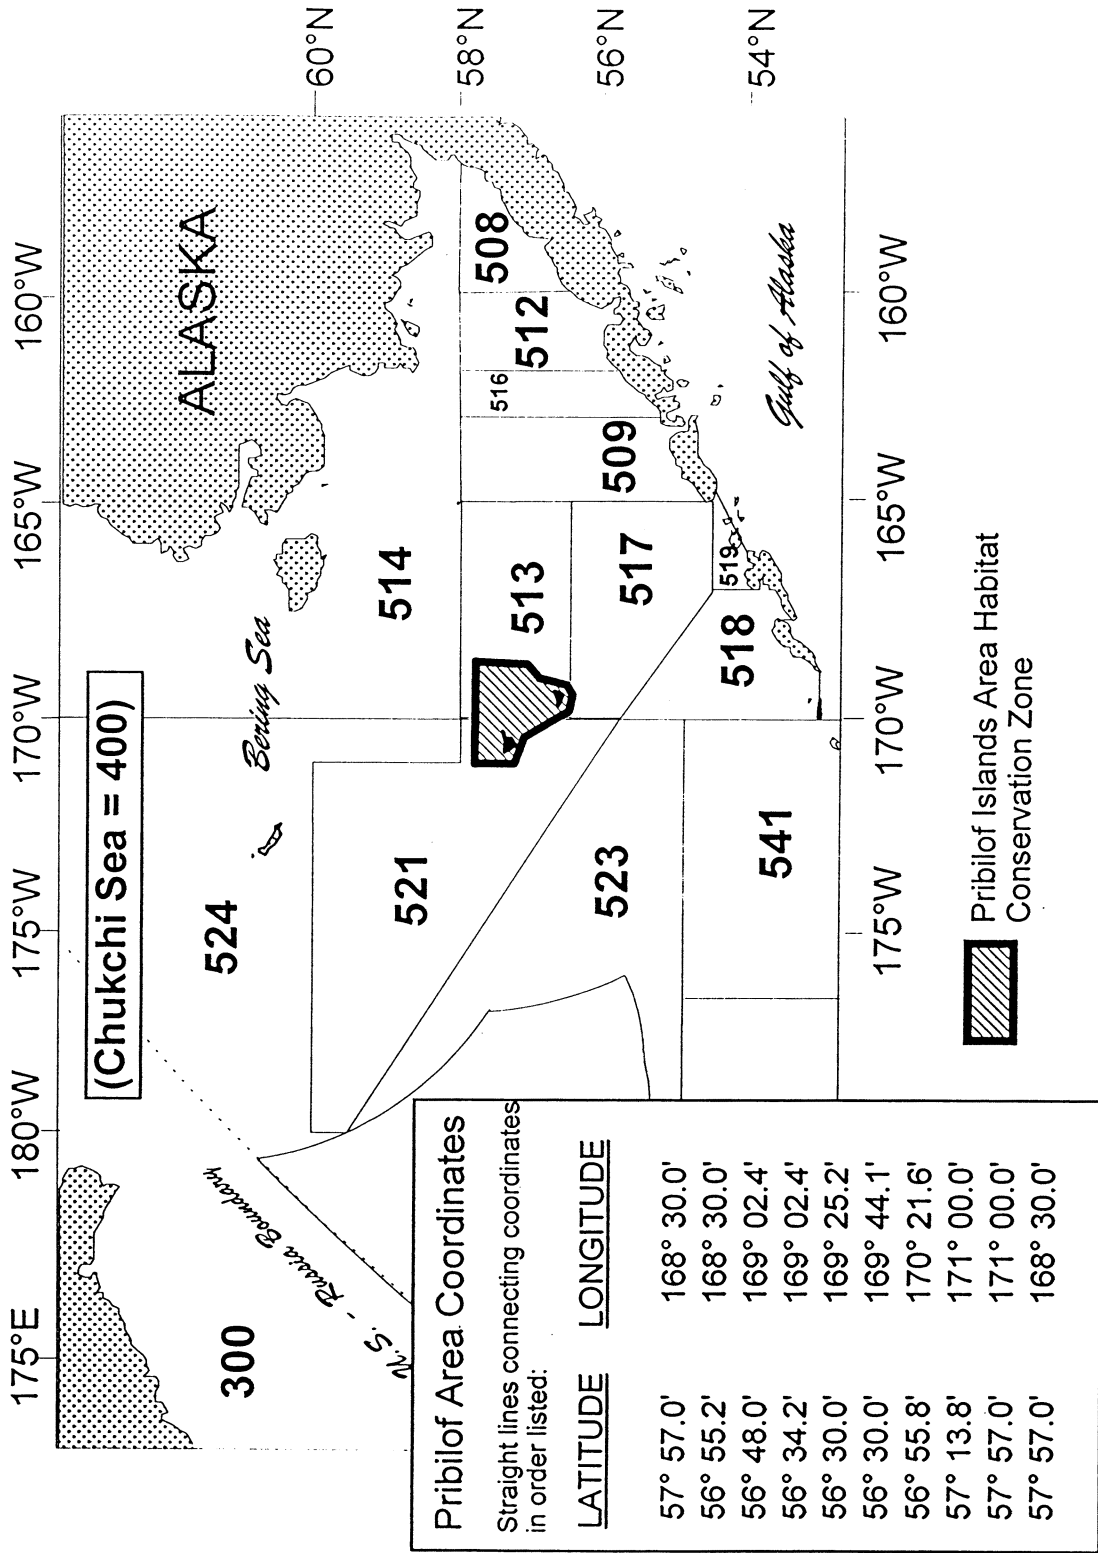 175°E
180°W
175°W
170°W
165°W
160°W
(Chukchi Sea = 400)
ALASKA
Bering Sea
300
524
U.S. - Russia Boundary
60°N
521
514
58°N
508
512
516
513
509
523
517
56°N
518
519
541
54°N
Gulf of Alaska
175°W
170°W
165°W
160°W
Pribilof Area Coordinates
Straight lines connecting coordinates
in order listed:
LATITUDE LONGITUDE
57° 57.0' 168° 30.0'
56° 55.2' 168° 30.0'
56° 48.0' 169° 02.4'
56° 34.2' 169° 02.4'
56° 30.0' 169° 25.2'
56° 30.0' 169° 44.1'
56° 55.8' 170° 21.6'
57° 13.8' 171° 00.0'
57° 57.0' 171° 00.0'
57° 57.0' 168° 30.0'
Pribilof Islands Area Habitat
Conservation Zone